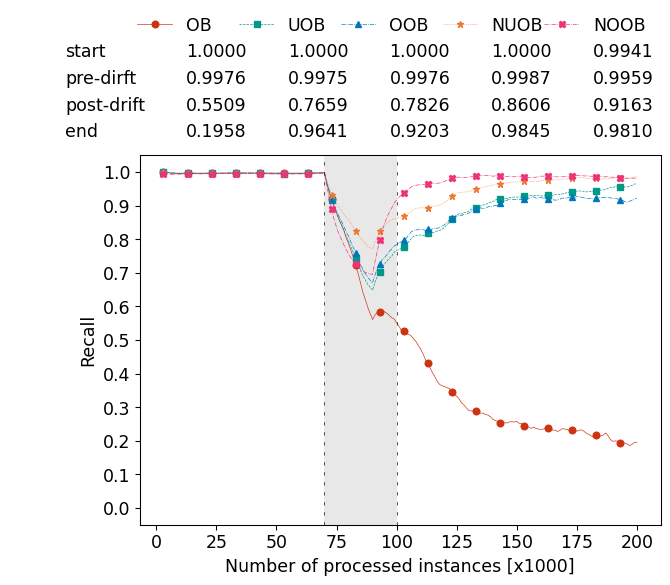 OB UOB OOB NUOB NOOB
start 1.0000 1.0000 1.0000 1.0000 0.9941
pre-dirft 0.9976 0.9975 0.9976 0.9987 0.9959
post-drift 0.5509 0.7659 0.7826 0.8606 0.9163
end 0.1958 0.9641 0.9203 0.9845 0.9810
1.0
0.9
0.8
0.7
0.6
0.5
0.4
0.3
0.2
0.1
0.0
Recall
0 25 50 75 100 125 150 175 200
Number of processed instances [x1000]